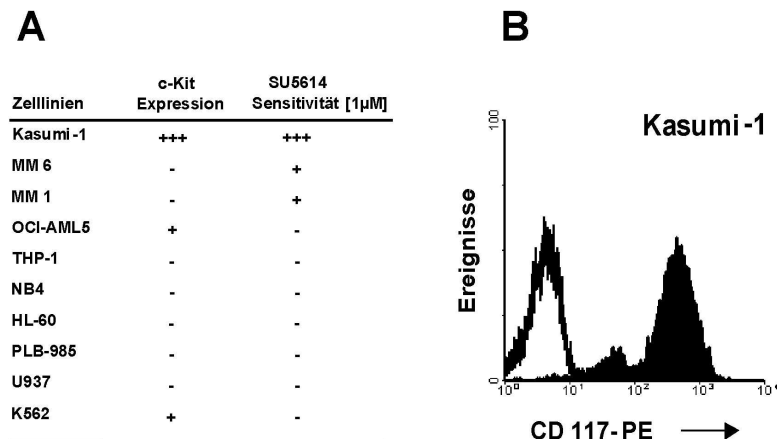 A
c-Kit SU5614
Zelllinien Expression Sensitivität [1µM]
Kasumi-1 +++ +++
MM 6 - +
MM 1 - +
OCI-AML5 + -
THP-1 - -
NB4 - -
HL-60 - -
PLB-985 - -
U937 - -
K562 + -
B
Kasumi-1
100
Ereignisse
0
10⁰ 10¹ 10² 10³
CD 117-PE